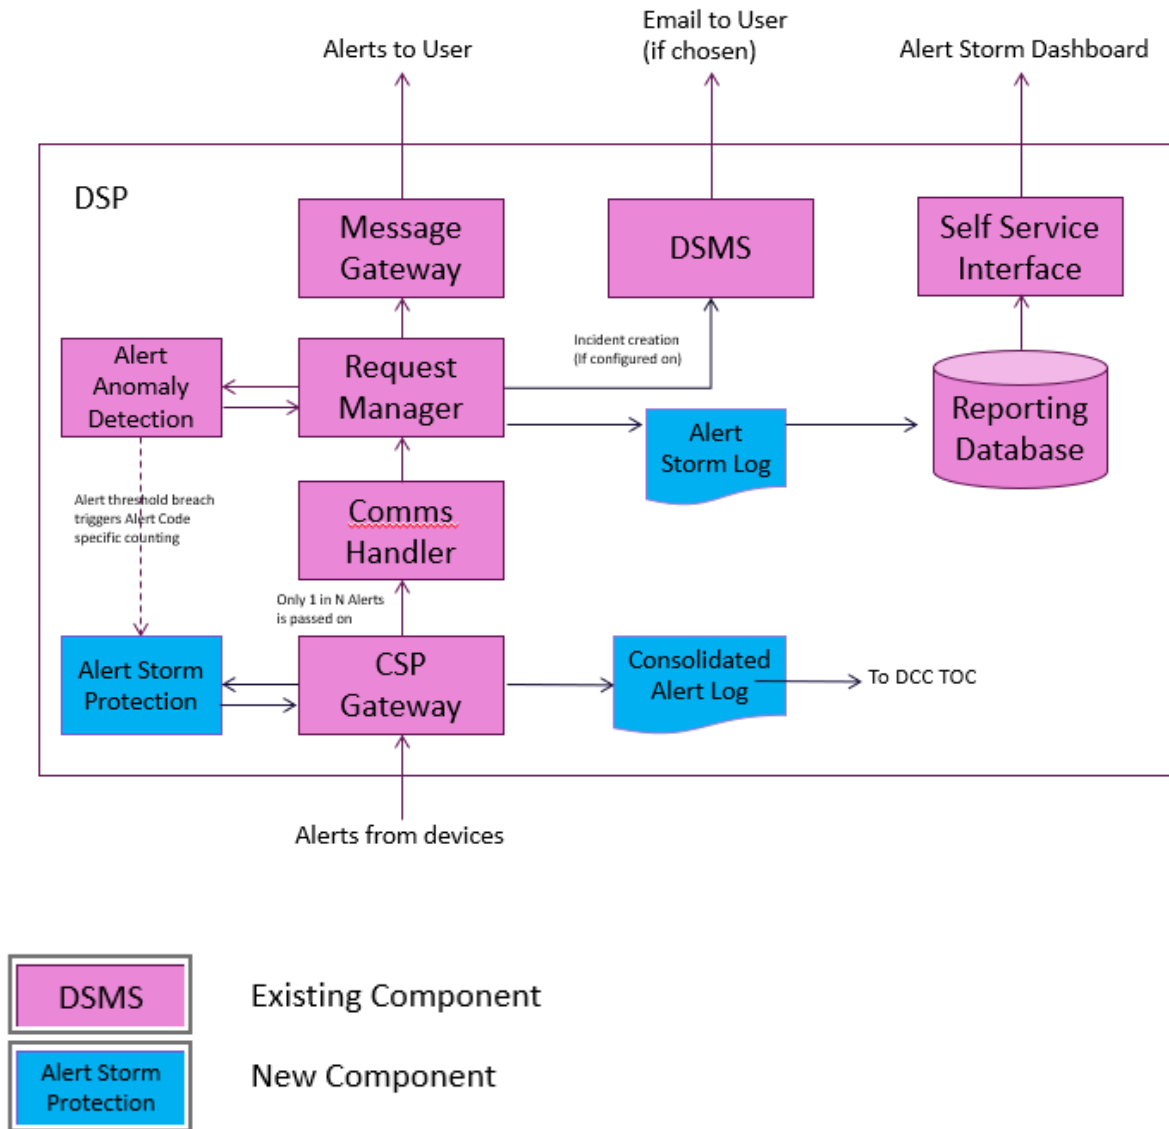 Alerts to User
Email to User
(if chosen)
Alert Storm Dashboard
DSP
Message
Gateway
DSMS
Self Service
Interface
Alert
Anomaly
Detection
Request
Manager
Incident creation
(If configured on)
Alert
Storm Log
Reporting
Database
Alert threshold breach
triggers Alert Code
specific counting
Comms
Handler
Only 1 in N Alerts
is passed on
Alert Storm
Protection
CSP
Gateway
Consolidated
Alert Log
To DCC TOC
Alerts from devices
DSMS
Existing Component
Alert Storm
Protection
New Component